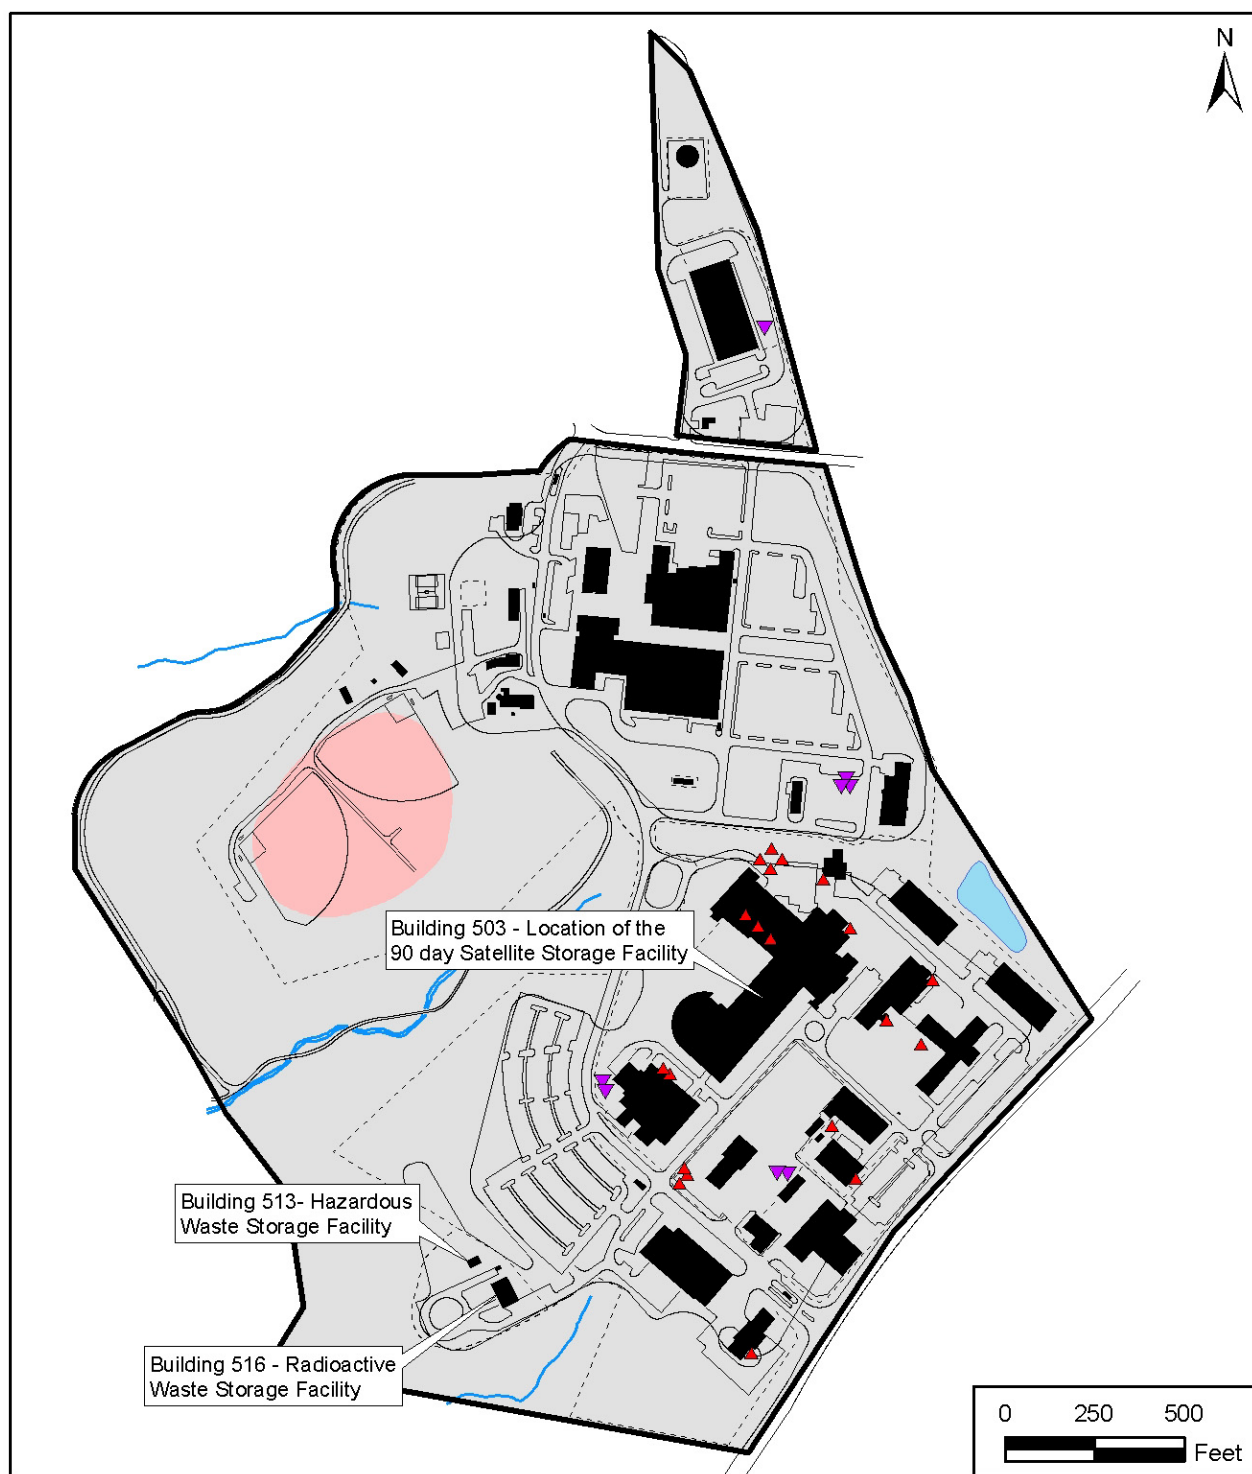 N
Building 503 - Location of the
90 day Satellite Storage Facility
Building 513- Hazardous
Waste Storage Facility
Building 516 - Radioactive
Waste Storage Facility
0 250 500
Feet